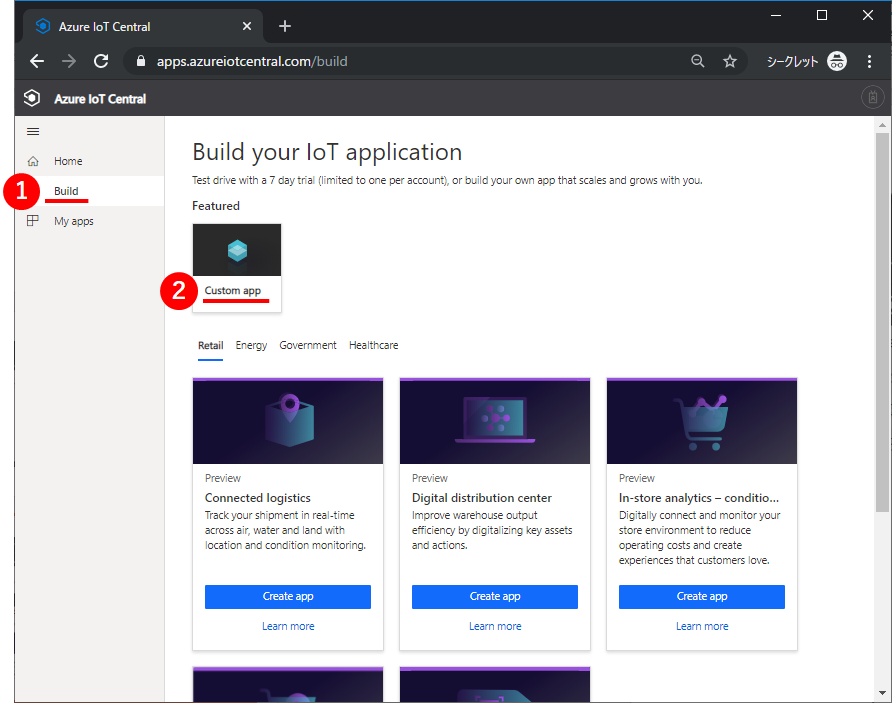 Azure IoT Central
apps.azureiotcentral.com/build
シークレット
Azure IoT Central
Home
1
Build
My apps
Build your IoT application
Test drive with a 7 day trial (limited to one per account), or build your own app that scales and grows with you.
Featured
2
Custom app
Retail Energy Government Healthcare
Preview
Connected logistics
Track your shipment in real-time
across air, water and land with
location and condition monitoring.
Create app
Learn more
Preview
Digital distribution center
Improve warehouse output
efficiency by digitalizing key assets
and actions.
Create app
Learn more
Preview
In-store analytics – conditio...
Digitally connect and monitor your
store environment to reduce
operating costs and create
experiences that customers love.
Create app
Learn more